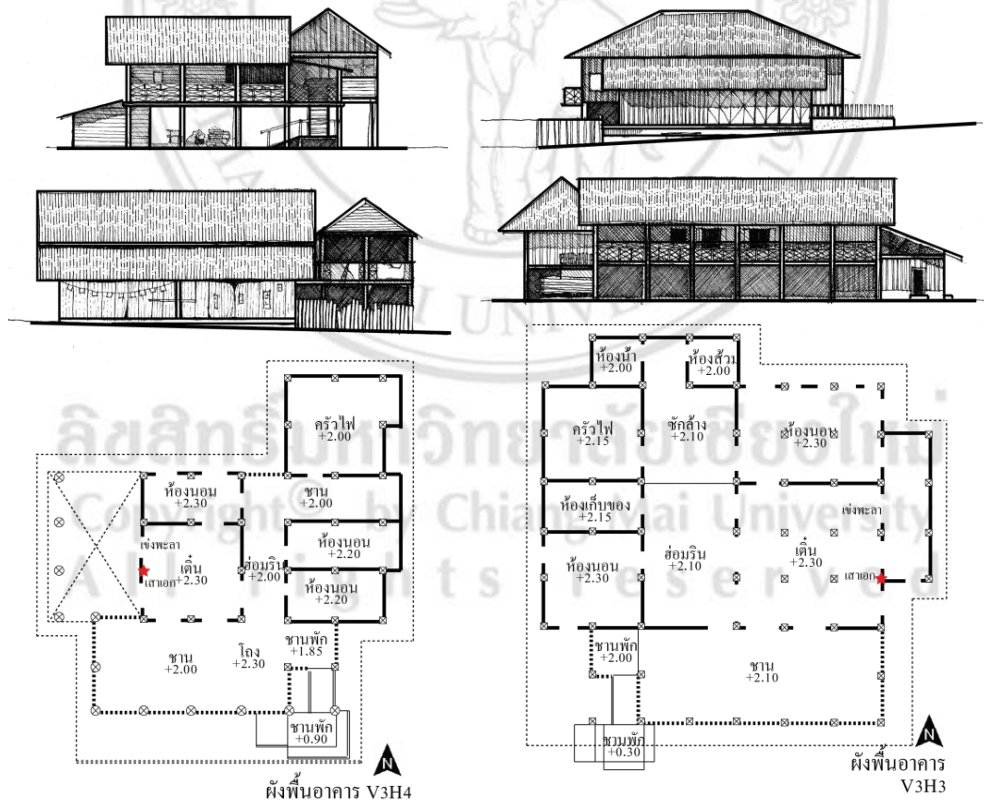 ครัวไฟ
+2.00
ห้องนอน
+2.30
ชาน
+2.00
เข่งพะลา
ห้องนอน
+2.20
เติ๋น
+2.30
เสาเอก
ฮ่อมริน
+2.00
ห้องนอน
+2.20
ชาน
+2.00
โถง
+2.30
ชานพัก
+1.85
ชานพัก
+0.90
N
ผังพื้นอาคาร V3H4
ห้องน้ำ
+2.00
ห้องส้วม
+2.00
ครัวไฟ
+2.15
ซักล้าง
+2.10
ห้องนอน
+2.30
ห้องเก็บของ
+2.15
เข่งพะลา
ห้องนอน
+2.30
ฮ่อมริน
+2.10
เติ๋น
+2.30
เสาเอก
ชานพัก
+2.00
ชาน
+2.10
ชานพัก
+0.30
N
ผังพื้นอาคาร
V3H3
ลิขสิทธิ์มหาวิทยาลัยเชียงใหม่
Copyright © by Chiang Mai University
All rights reserved